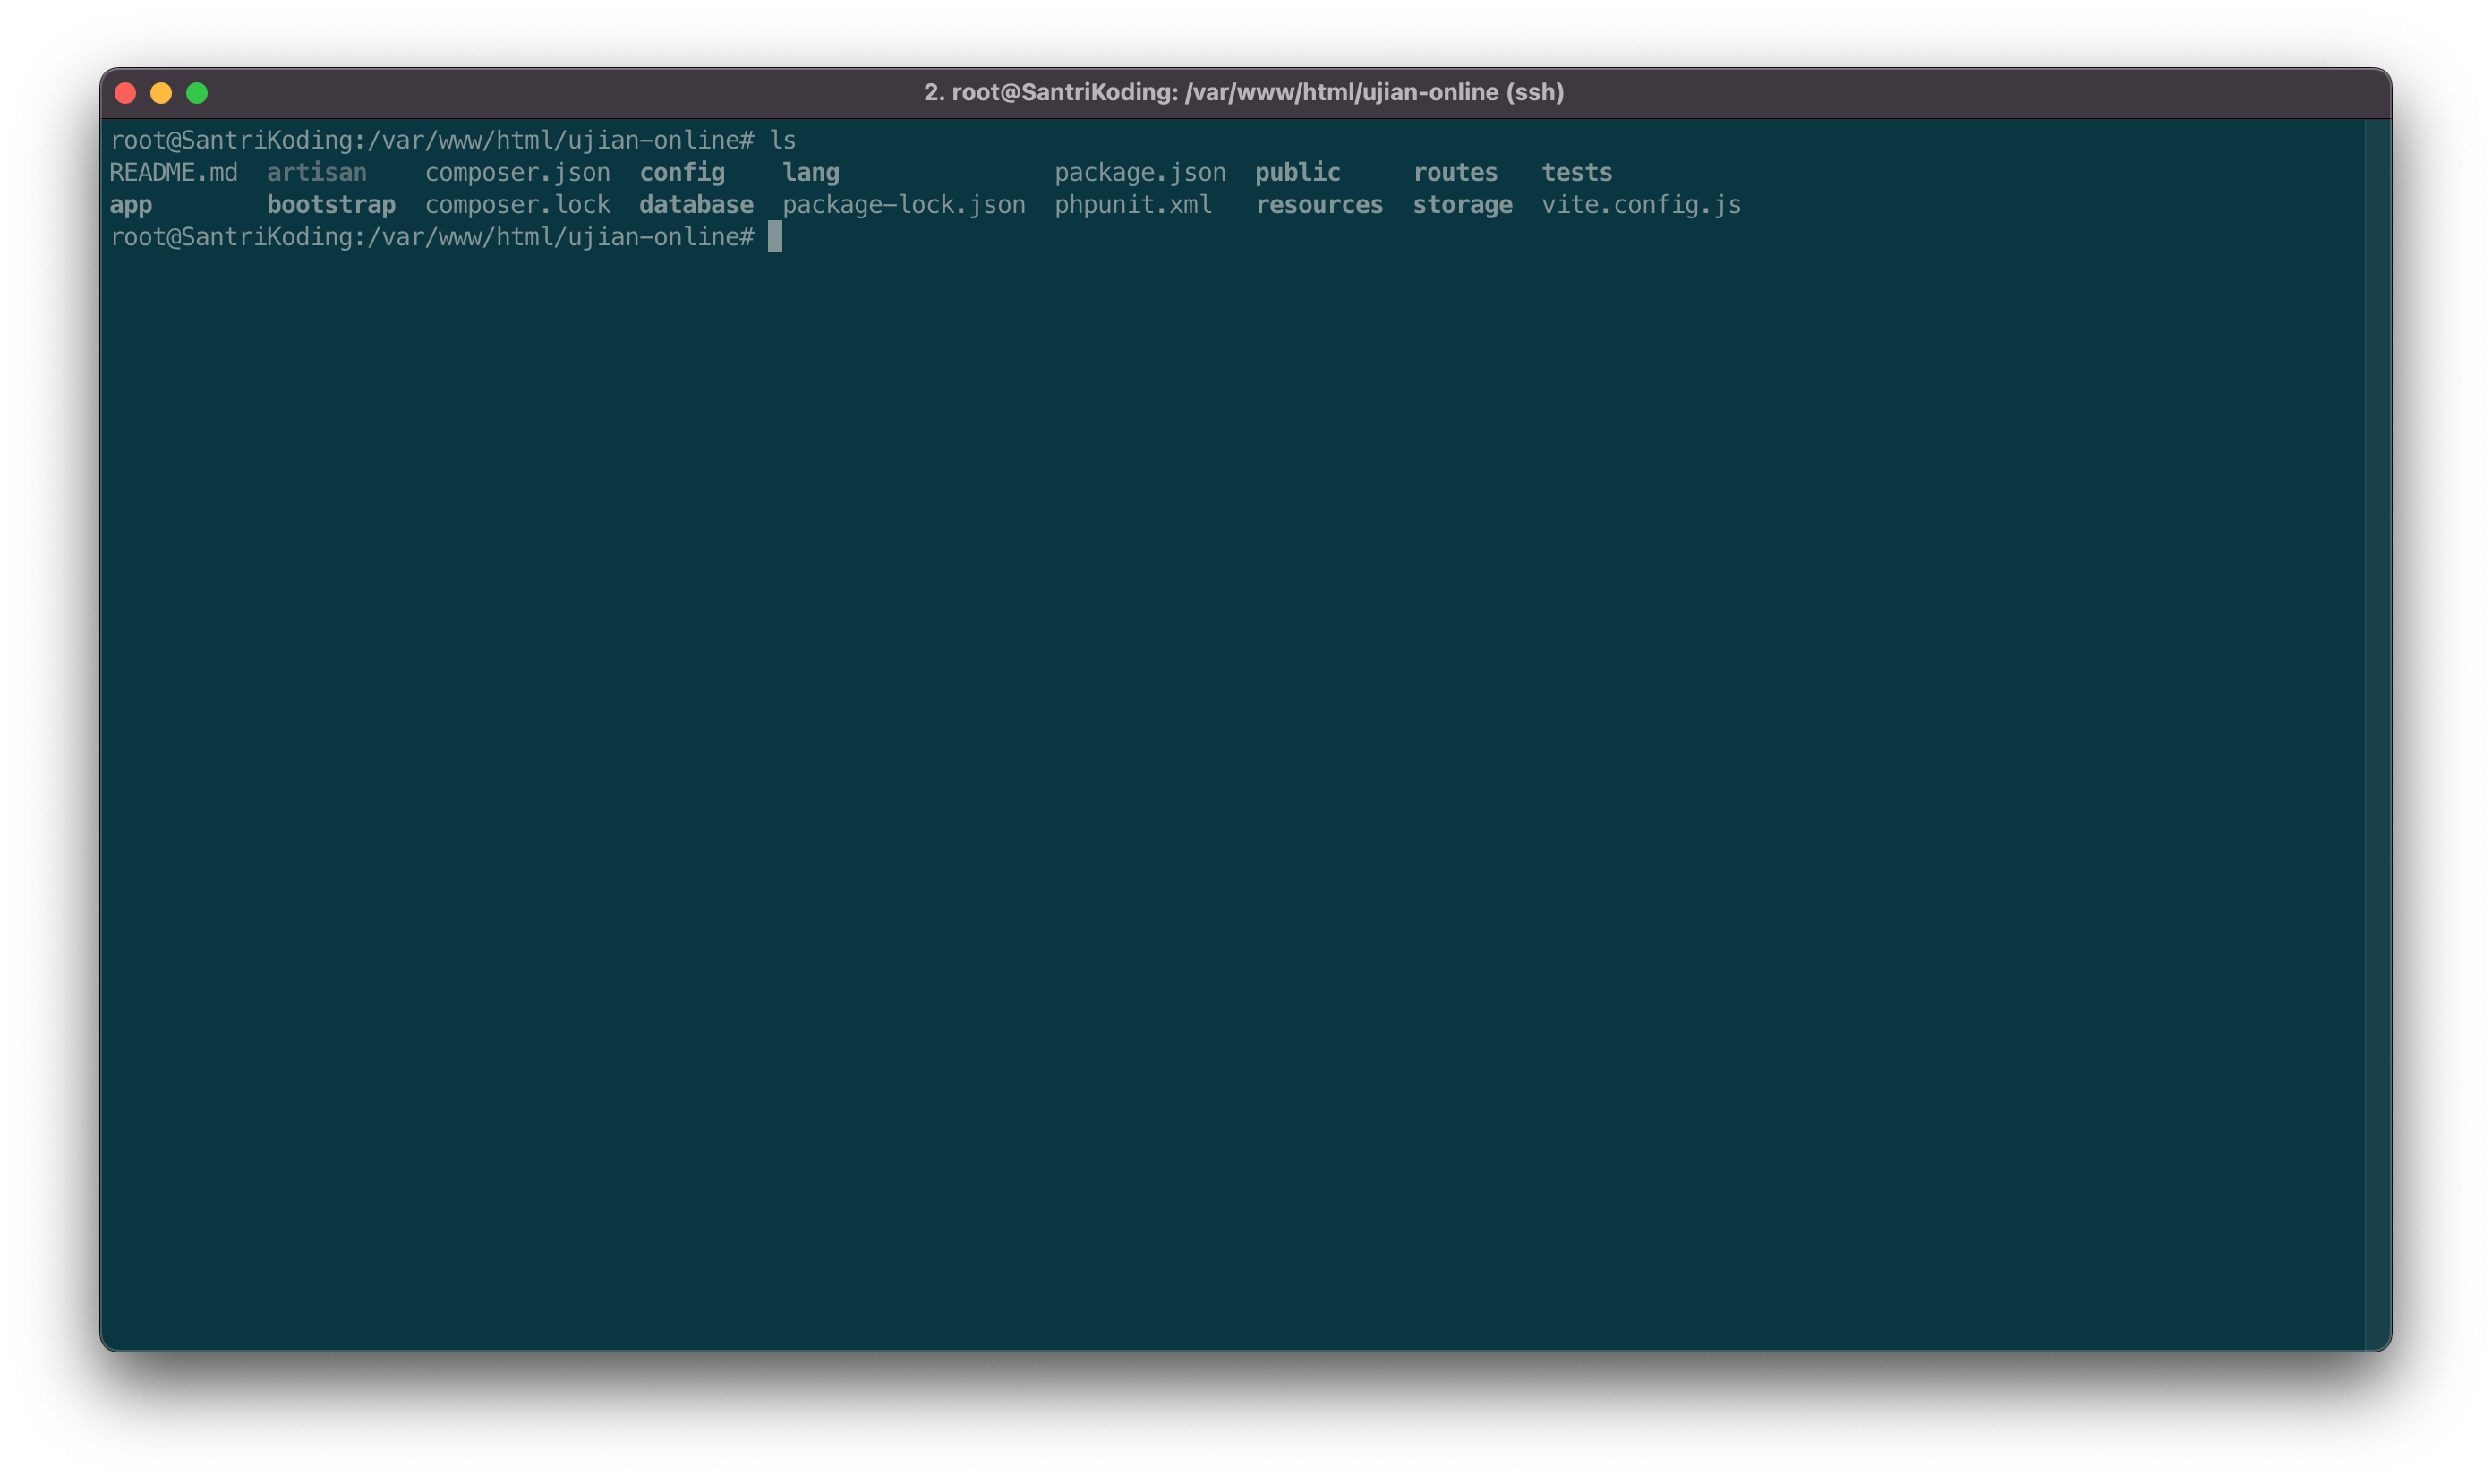 2. root@SantriKoding: /var/www/html/ujian-online (ssh)
root@SantriKoding:/var/www/html/ujian-online# ls
README.md  artisan    composer.json  config    lang               package.json  public     routes   tests
app        bootstrap  composer.lock  database  package-lock.json  phpunit.xml   resources  storage  vite.config.js
root@SantriKoding:/var/www/html/ujian-online#